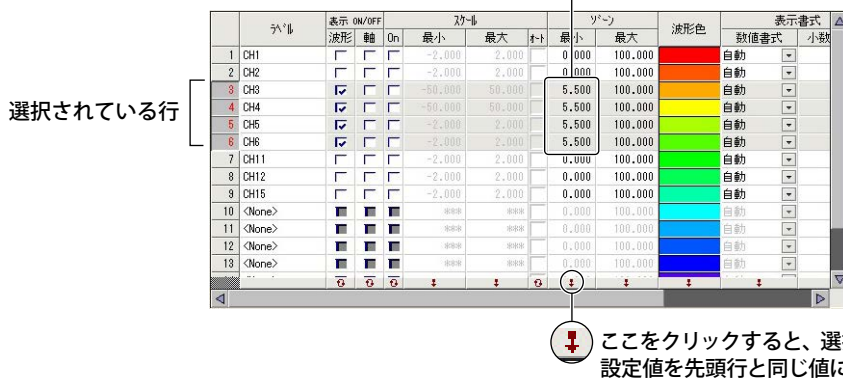 ラベル 表示 ON/OFF スケール ゾーン 波形色 表示書式
波形 軸 On 最小 最大 オート 最小 最大 数値書式 小数
1 CH1 -2.000 2.000 0.000 100.000 自動
2 CH2 -2.000 2.000 0.000 100.000 自動
3 CH3 -50.000 50.000 5.500 100.000 自動
選択されている行
4 CH4 -50.000 50.000 5.500 100.000 自動
5 CH5 -2.000 2.000 5.500 100.000 自動
6 CH6 -2.000 2.000 5.500 100.000 自動
7 CH11 -2.000 2.000 0.000 100.000 自動
8 CH12 -2.000 2.000 0.000 100.000 自動
9 CH15 -2.000 2.000 0.000 100.000 自動
10 <None> *** *** 0.000 100.000 自動
11 <None> *** *** 0.000 100.000 自動
12 <None> *** *** 0.000 100.000 自動
13 <None> *** *** 0.000 100.000 自動
ここをクリックすると、選
設定値を先頭行と同じ値に